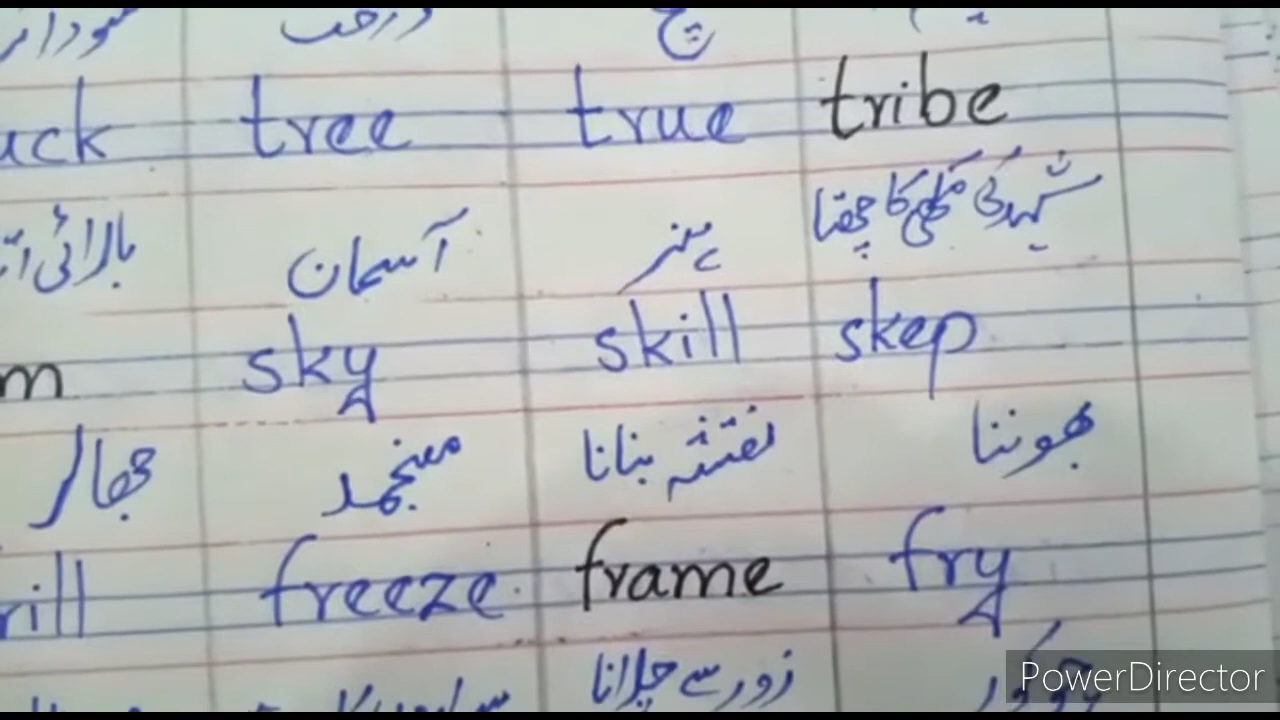 درخت سچ
tree true tribe
آسمان ہنر شہد کی مکھی کا چھتا
sky skill skep
جھالر منجمد نقشہ بنانا بھوننا
freeze frame fry
زور سے چلانا
PowerDirector